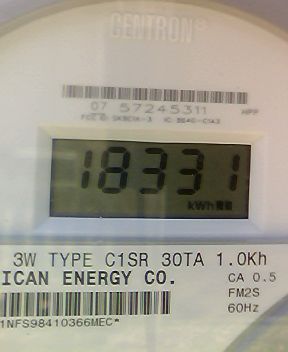 CENTRON®
07 57245311 HPP
18331
kWh
3W TYPE C1SR 30TA 1.0Kh
ICAN ENERGY CO.
CA 0.5
FM2S
60Hz
1NFS98410366MEC*